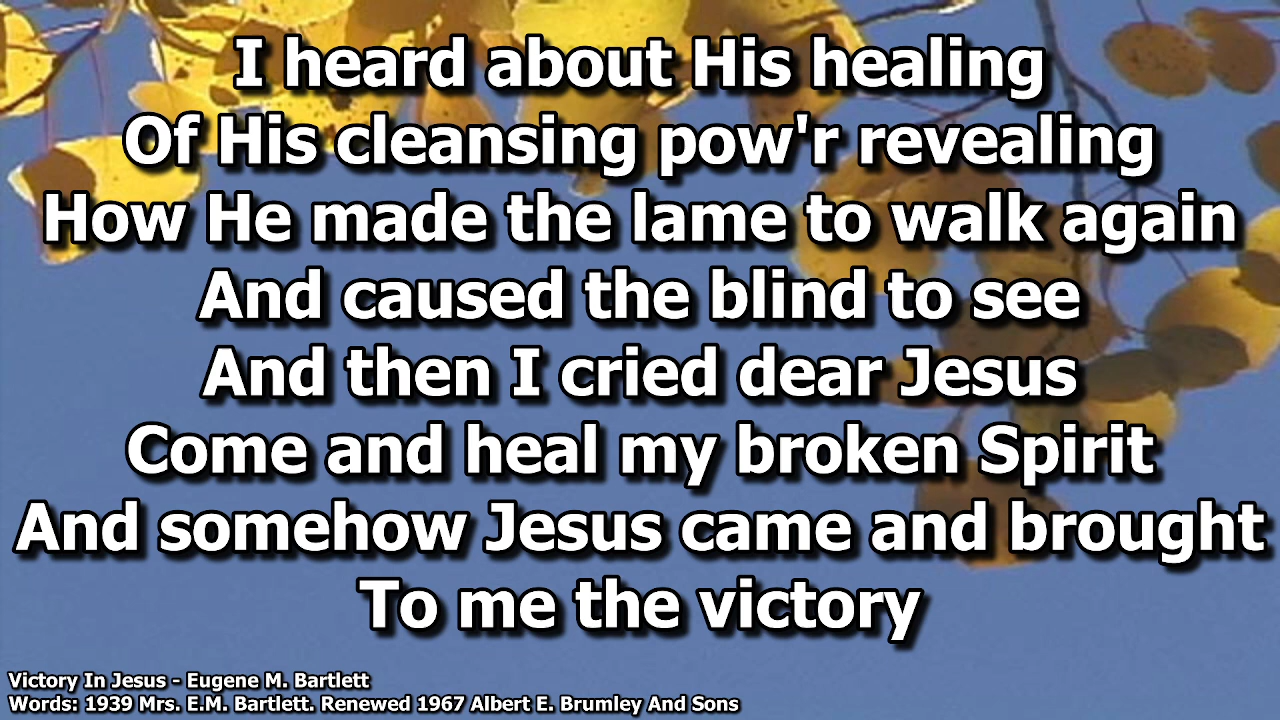 I heard about His healing
Of His cleansing pow'r revealing
How He made the lame to walk again
And caused the blind to see
And then I cried dear Jesus
Come and heal my broken Spirit
And somehow Jesus came and brought
To me the victory
Victory In Jesus - Eugene M. Bartlett
Words: 1939 Mrs. E.M. Bartlett. Renewed 1967 Albert E. Brumley And Sons